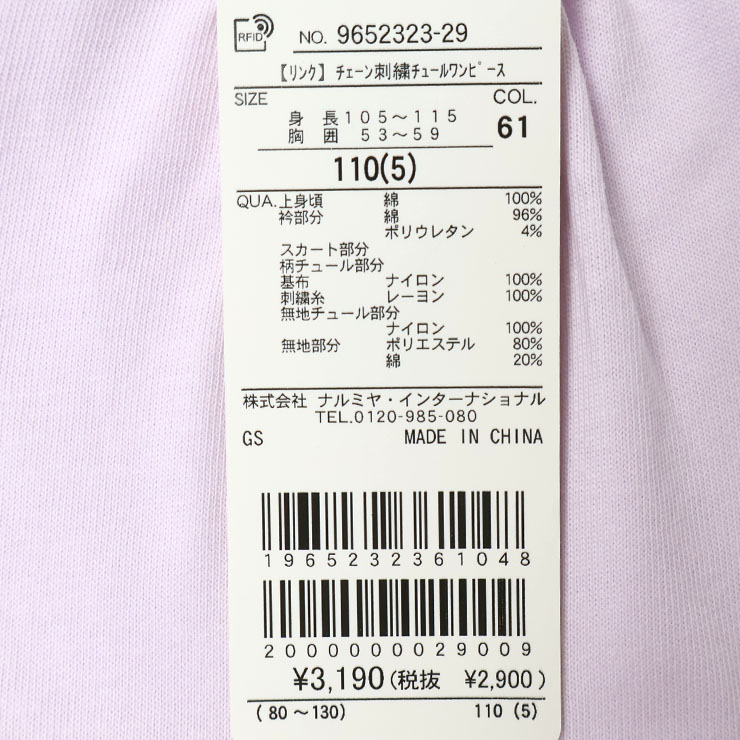 RFID
NO. 9652323-29
【リンク】 チェーン刺繍チュールワンピース
SIZE COL.
身長 105～115
胸囲 53～59 61
110(5)
QUA. 上身頃 綿 100%
衿部分 綿 96%
ポリウレタン 4%
スカート部分
柄チュール部分
基布 ナイロン 100%
刺繍糸 レーヨン 100%
無地チュール部分
ナイロン 100%
無地部分 ポリエステル 80%
綿 20%
株式会社 ナルミヤ・インターナショナル
TEL.0120-985-080
GS MADE IN CHINA
1965232361048
2000000029009
¥3,190(税抜 ¥2,900)
(80～130) 110 (5)